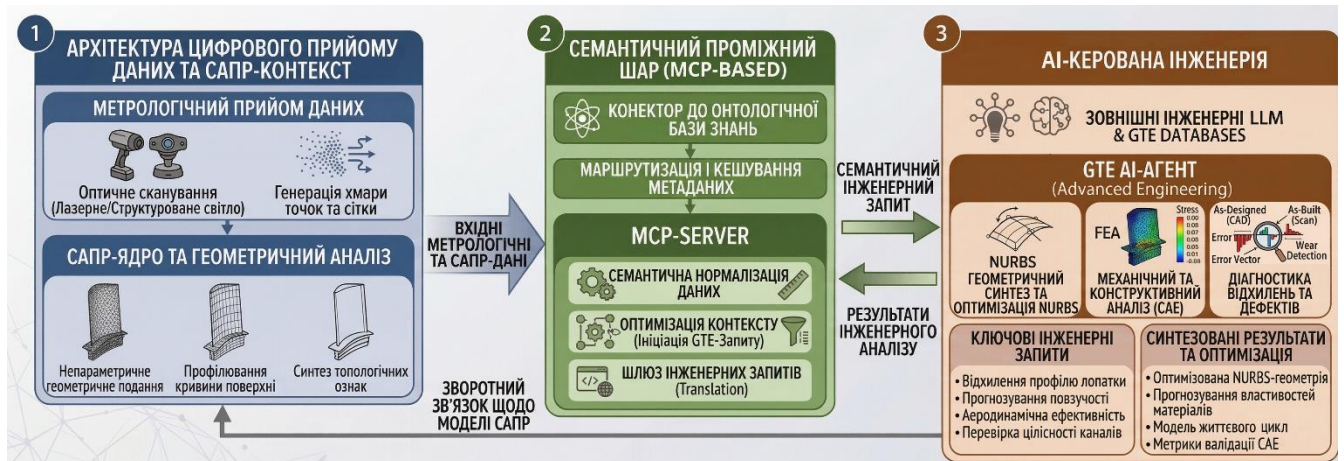 1
АРХІТЕКТУРА ЦИФРОВОГО ПРИЙОМУ
ДАНИХ ТА САПР-КОНТЕКСТ
МЕТРОЛОГІЧНИЙ ПРИЙОМ ДАНИХ
Оптичне сканування
(Лазерне/Структуроване світло)
Генерація хмари
точок та сітки
САПР-ЯДРО ТА ГЕОМЕТРИЧНИЙ АНАЛІЗ
Непараметричне
геометричне подання
Профілювання
кривини поверхні
Синтез топологічних
ознак
ВХІДНІ
МЕТРОЛОГІЧНІ
ТА САПР-ДАНІ
ЗВОРОТНИЙ
ЗВ'ЯЗОК ЩОДО
МОДЕЛІ САПР
2
СЕМАНТИЧНИЙ ПРОМІЖНИЙ
ШАР (MCP-BASED)
КОНЕКТОР ДО ОНТОЛОГІЧНОЇ
БАЗИ ЗНАНЬ
МАРШРУТИЗАЦІЯ І КЕШУВАННЯ
МЕТАДАНИХ
MCP-SERVER
СЕМАНТИЧНА НОРМАЛІЗАЦІЯ
ДАНИХ
ОПТИМІЗАЦІЯ КОНТЕКСТУ
(Ініціація GTE-Запиту)
ШЛЮЗ ІНЖЕНЕРНИХ ЗАПИТІВ
(Translation)
СЕМАНТИЧНИЙ
ІНЖЕНЕРНИЙ
ЗАПИТ
РЕЗУЛЬТАТИ
ІНЖЕНЕРНОГО
АНАЛІЗУ
3
AI-КЕРОВАНА ІНЖЕНЕРІЯ
ЗОВНІШНІ ІНЖЕНЕРНІ LLM
& GTE DATABASES
GTE AI-АГЕНТ
(Advanced Engineering)
NURBS
ГЕОМЕТРИЧНИЙ
СИНТЕЗ ТА
ОПТИМІЗАЦІЯ NURBS
FEA
Stress
0.00
МЕХАНІЧНИЙ ТА
КОНСТРУКТИВНИЙ
АНАЛІЗ (CAE)
As-Designed
(CAD)
As-Built
(Scan)
Error
Error Vector
Wear
Detection
ДІАГНОСТИКА
ВІДХИЛЕНЬ ТА
ДЕФЕКТІВ
КЛЮЧОВІ ІНЖЕНЕРНІ
ЗАПИТИ
• Відхилення профілю лопатки
• Прогнозування повзучості
• Аеродинамічна ефективність
• Перевірка цілісності каналів
СИНТЕЗОВАНІ РЕЗУЛЬТАТИ
ТА ОПТИМІЗАЦІЯ
• Оптимізована NURBS-геометрія
• Прогнозування властивостей
матеріалів
• Модель життєвого цикл
• Метрики валідації CAE